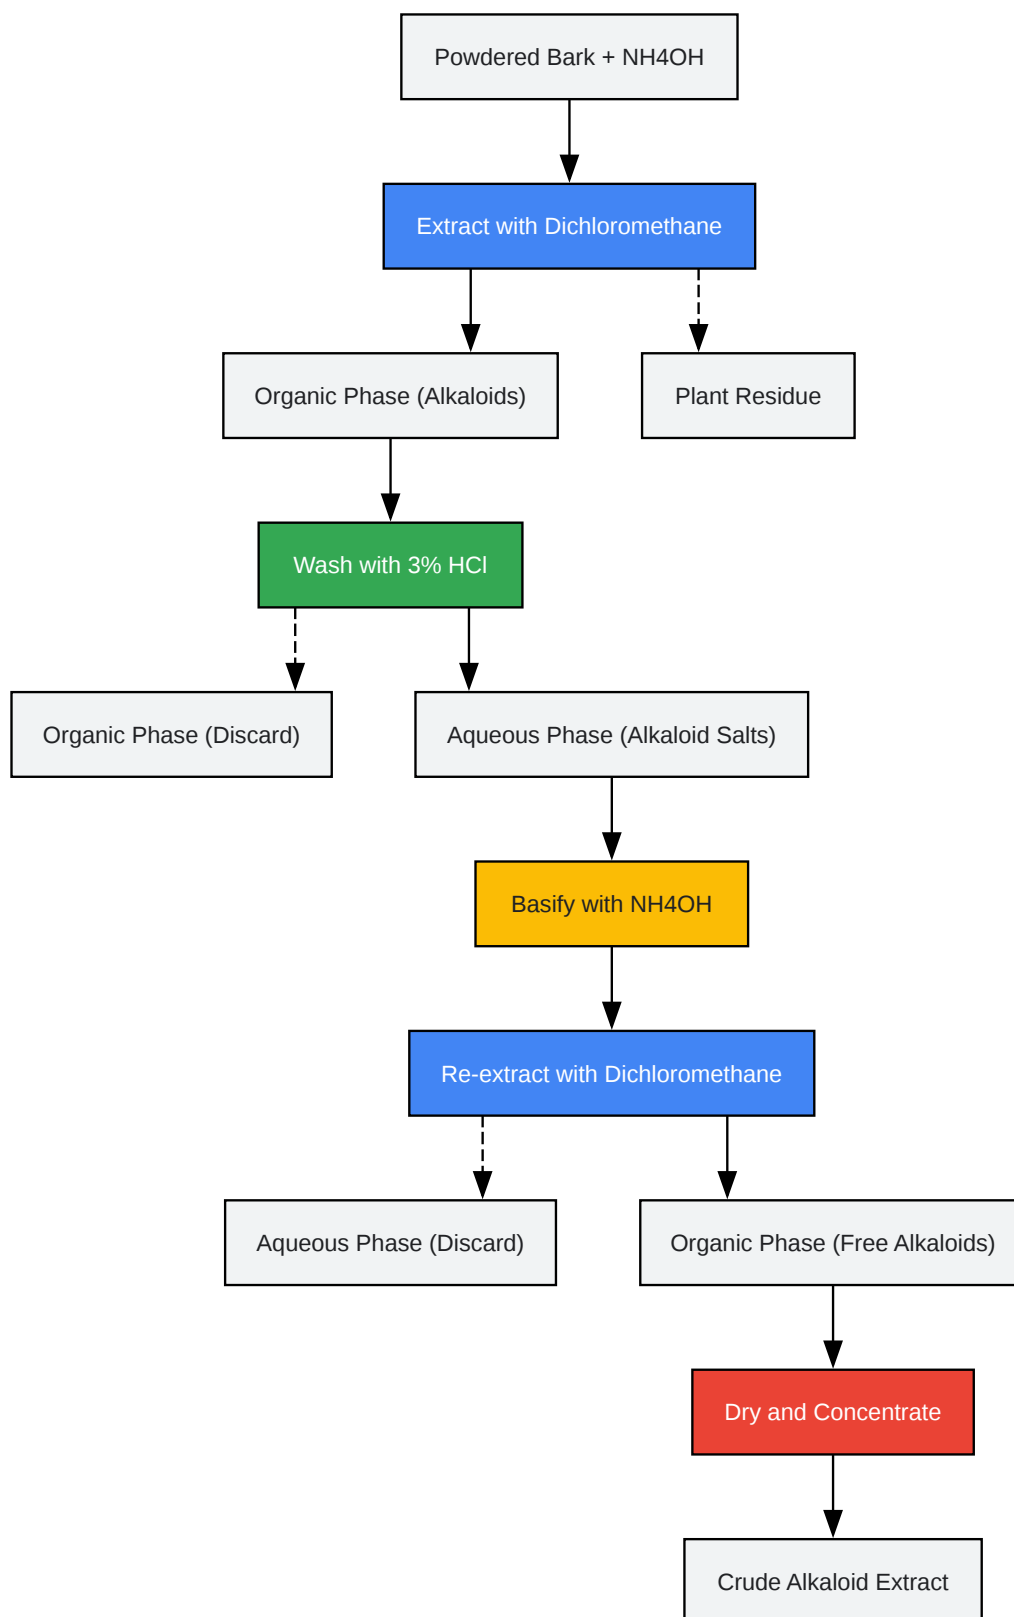 Powdered Bark + NH4OH
Extract with Dichloromethane
Organic Phase (Alkaloids)
Plant Residue
Wash with 3% HCl
Organic Phase (Discard)
Aqueous Phase (Alkaloid Salts)
Basify with NH4OH
Re-extract with Dichloromethane
Aqueous Phase (Discard)
Organic Phase (Free Alkaloids)
Dry and Concentrate
Crude Alkaloid Extract